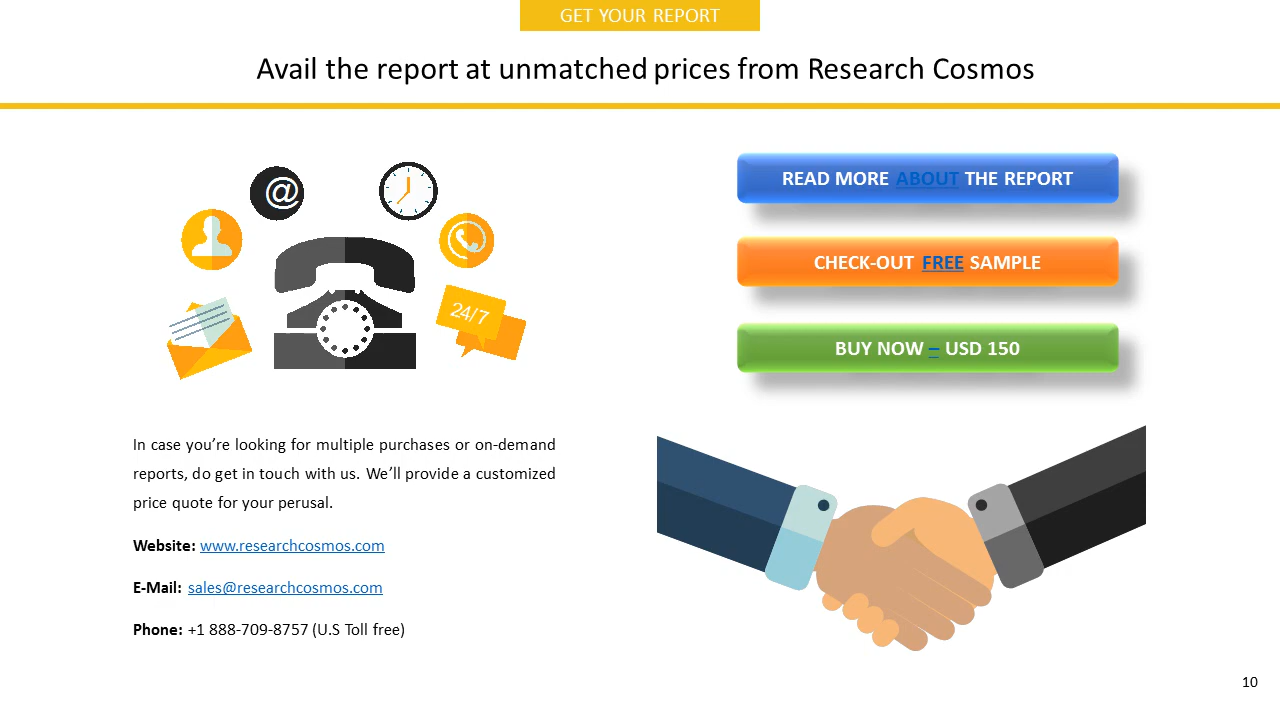 GET YOUR REPORT
Avail the report at unmatched prices from Research Cosmos
@
24/7
READ MORE ABOUT THE REPORT
CHECK-OUT FREE SAMPLE
BUY NOW – USD 150
In case you’re looking for multiple purchases or on-demand
reports, do get in touch with us. We’ll provide a customized
price quote for your perusal.
Website: www.researchcosmos.com
E-Mail: sales@researchcosmos.com
Phone: +1 888-709-8757 (U.S Toll free)
10